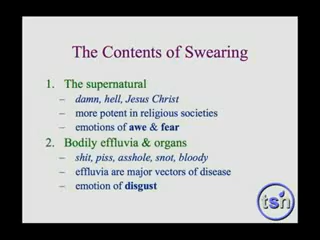 The Contents of Swearing
1. The supernatural
– damn, hell, Jesus Christ
– more potent in religious societies
– emotions of awe & fear
2. Bodily effluvia & organs
– shit, piss, asshole, snot, bloody
– effluvia are major vectors of disease
– emotion of disgust
tsn